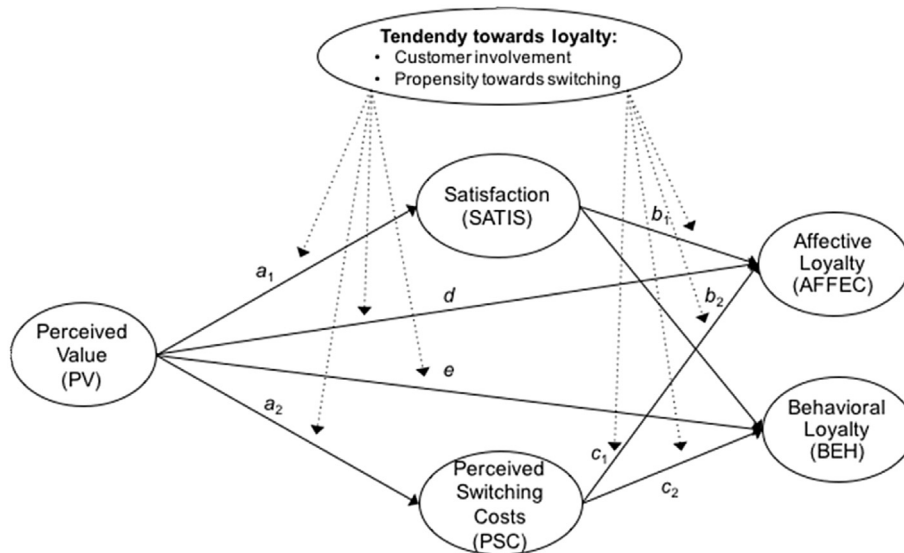 Tendendy towards loyalty:
• Customer involvement
• Propensity towards switching
Satisfaction
(SATIS)
b1
a1
Affective
Loyalty
(AFFEC)
d
b2
Perceived
Value
(PV)
e
a2
Behavioral
Loyalty
(BEH)
c1
Perceived
Switching
Costs
(PSC)
c2